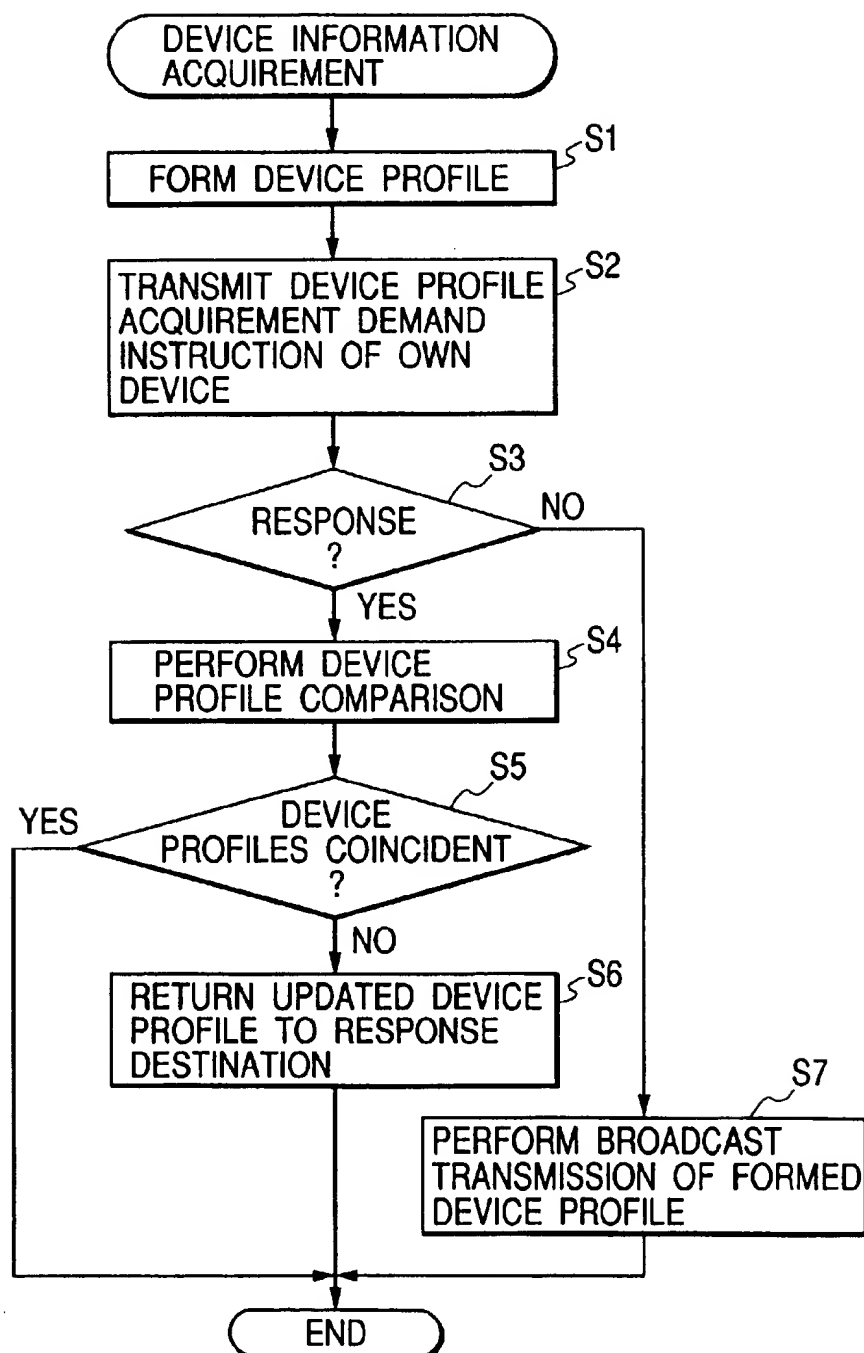 DEVICE INFORMATION
ACQUIREMENT
S1
FORM DEVICE PROFILE
S2
TRANSMIT DEVICE PROFILE
ACQUIREMENT DEMAND
INSTRUCTION OF OWN
DEVICE
S3
RESPONSE
?
NO
YES
S4
PERFORM DEVICE
PROFILE COMPARISON
S5
YES
DEVICE
PROFILES COINCIDENT
?
NO
S6
RETURN UPDATED DEVICE
PROFILE TO RESPONSE
DESTINATION
S7
PERFORM BROADCAST
TRANSMISSION OF FORMED
DEVICE PROFILE
END